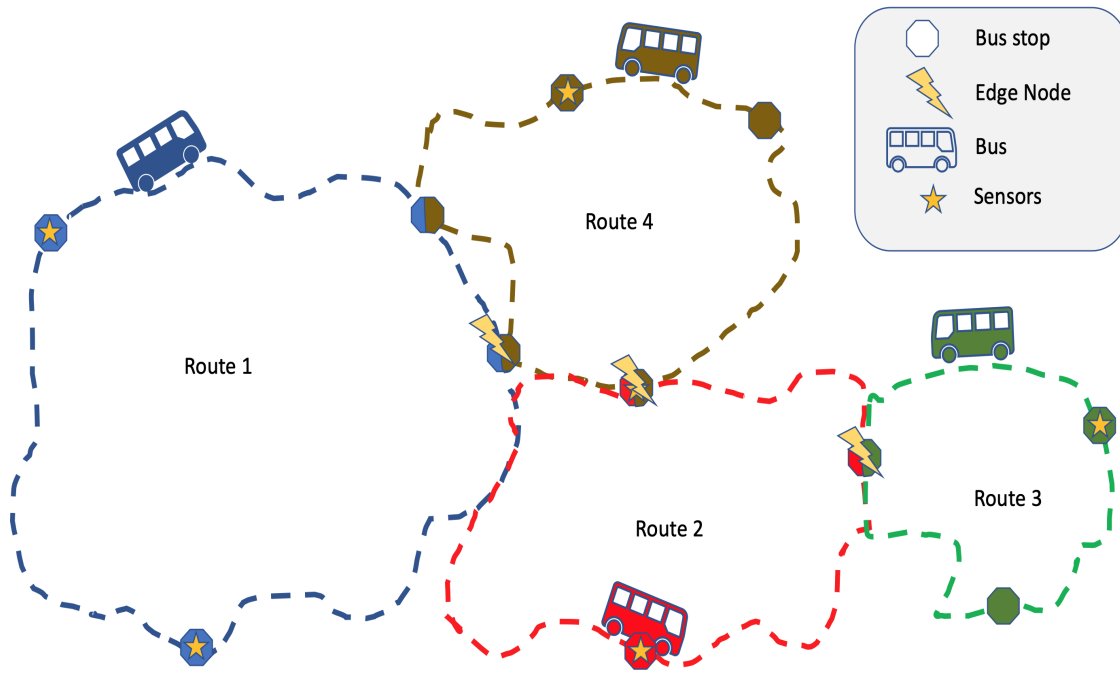 Bus stop
Edge Node
Bus
Sensors
Route 4
Route 1
Route 3
Route 2